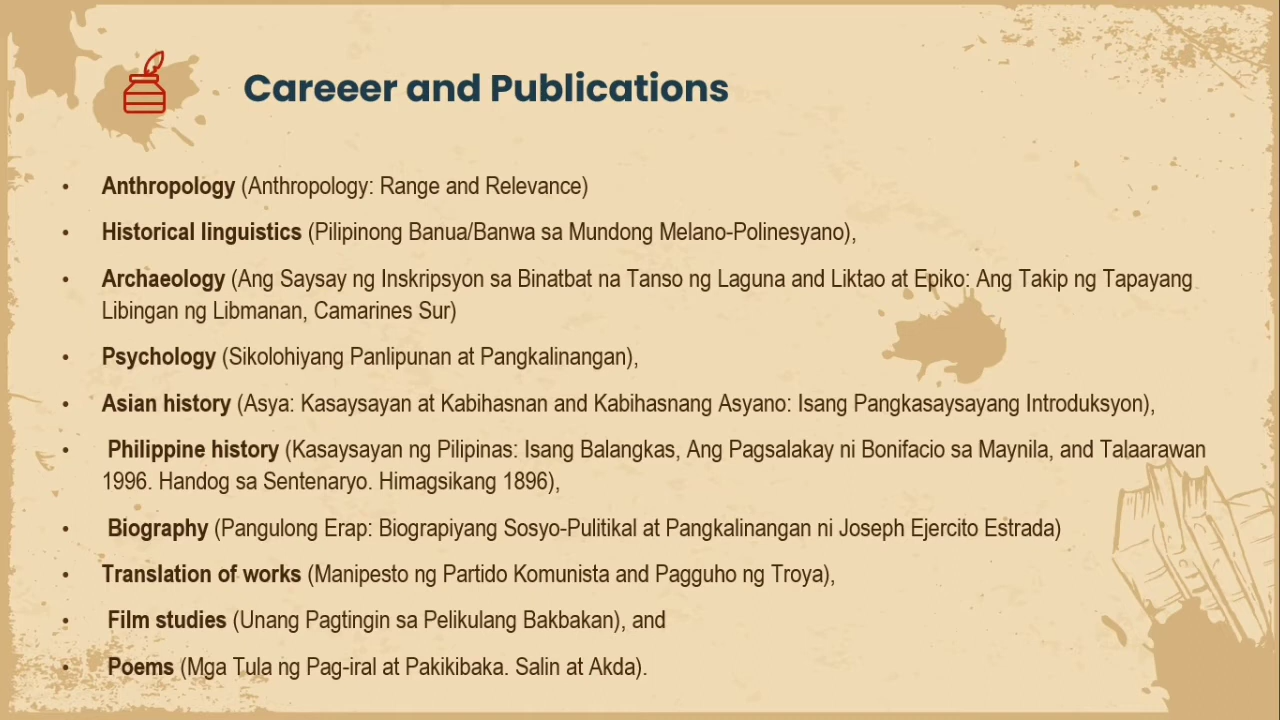 Careeer and Publications
• Anthropology (Anthropology: Range and Relevance)
• Historical linguistics (Pilipinong Banua/Banwa sa Mundong Melano-Polinesyano),
• Archaeology (Ang Saysay ng Inskripsyon sa Binatbat na Tanso ng Laguna and Liktao at Epiko: Ang Takip ng Tapayang
Libingan ng Libmanan, Camarines Sur)
• Psychology (Sikolohiyang Panlipunan at Pangkalinangan),
• Asian history (Asya: Kasaysayan at Kabihasnan and Kabihasnang Asyano: Isang Pangkasaysayang Introduksyon),
• Philippine history (Kasaysayan ng Pilipinas: Isang Balangkas, Ang Pagsalakay ni Bonifacio sa Maynila, and Talaarawan
1996. Handog sa Sentenaryo. Himagsikang 1896),
• Biography (Pangulong Erap: Biograpiyang Sosyo-Pulitikal at Pangkalinangan ni Joseph Ejercito Estrada)
• Translation of works (Manipesto ng Partido Komunista and Pagguho ng Troya),
• Film studies (Unang Pagtingin sa Pelikulang Bakbakan), and
• Poems (Mga Tula ng Pag-iral at Pakikibaka. Salin at Akda).